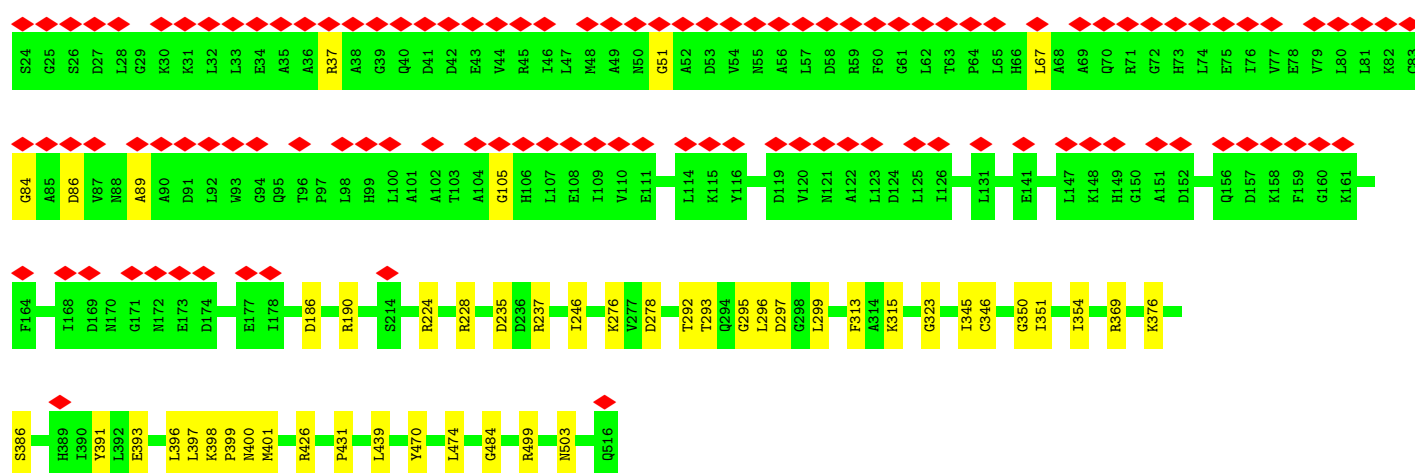 S24 G25 S26 D27 L28 G29 K30 K31 L32 L33 E34 A35 A36 R37 A38 G39 Q40 D41 D42 E43 V44 R45 I46 L47 M48 A49 N50 G51 A52 D53 V54 N55 A56 L57 D58 R59 F60 G61 L62 T63 P64 L65 H66 L67 A68 A69 Q70 R71 G72 H73 L74 E75 I76 V77 E78 V79 L80 L81 K82 C83
G84 A85 D86 V87 N88 A89 A90 D91 L92 W93 G94 Q95 T96 P97 L98 H99 L100 A101 A102 T103 A104 G105 H106 L107 E108 I109 V110 E111 L114 K115 Y116 D119 V120 N121 A122 L123 D124 L125 I126 L131 E141 L147 K148 H149 G150 A151 D152 Q156 D157 K158 F159 G160 K161
F164 I168 D169 N170 G171 N172 E173 D174 E177 I178 D186 R190 S214 R224 R228 D235 D236 R237 I246 K276 V277 D278 T292 T293 Q294 G295 L296 D297 G298 L299 F313 A314 K315 G323 I345 C346 G350 I351 I354 R369 K376
S386 H389 I390 Y391 L392 E393 L396 L397 K398 P399 N400 M401 R426 P431 L439 Y470 L474 G484 R499 N503 Q516